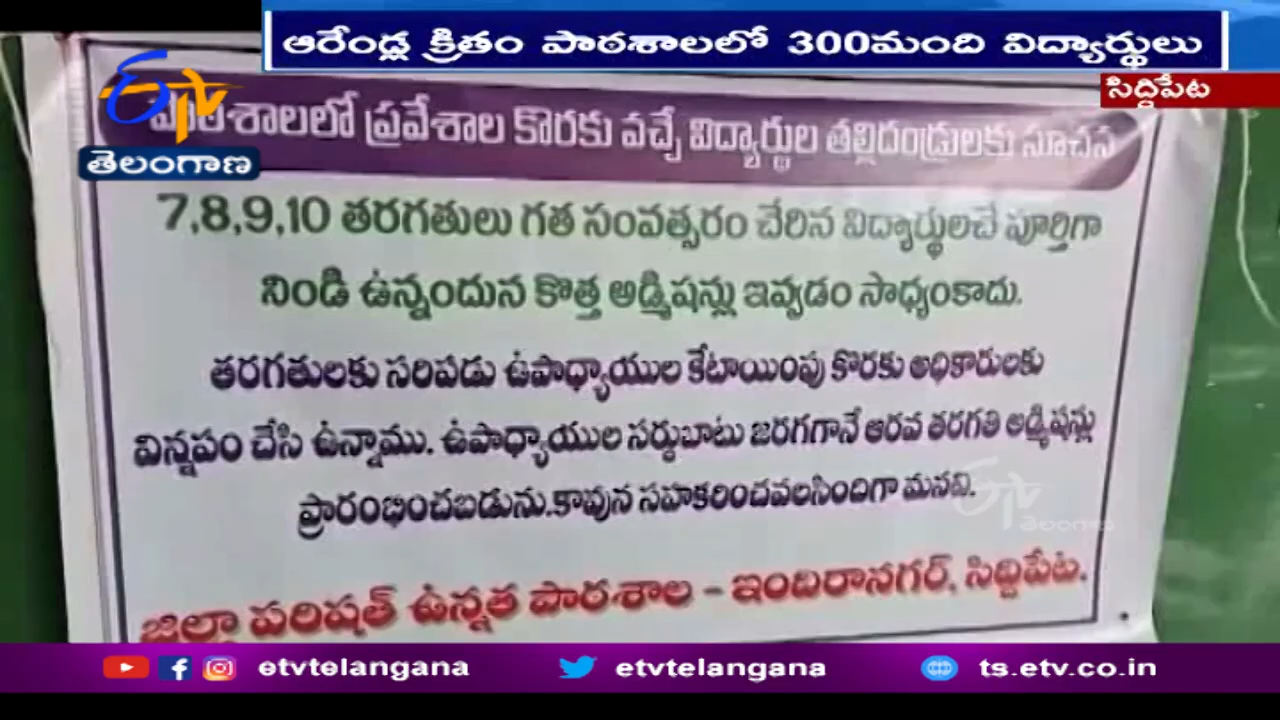 ఆరేండ్ల క్రితం పాఠశాలలో 300మంది విద్యార్థులు
సిద్దిపేట
ETV
తెలంగాణ
పాఠశాలలో ప్రవేశాల కొరకు వచ్చే విద్యార్థుల తల్లిదండ్రులకు సూచన
7,8,9,10 తరగతులు గత సంవత్సరం చేరిన విద్యార్థులచే పూర్తిగా
నిండి ఉన్నందున కొత్త అడ్మిషన్లు ఇవ్వడం సాధ్యంకాదు.
తరగతులకు సరిపడు ఉపాధ్యాయుల కేటాయింపు కొరకు అధికారులకు
విన్నపం చేసి ఉన్నాము. ఉపాధ్యాయుల సర్దుబాటు జరగగానే ఆరవ తరగతి అడ్మిషన్లు
ప్రారంభించబడును.కావున సహకరించవలసిందిగా మనవి.
తెలంగాణ
జిల్లా పరిషత్ ఉన్నత పాఠశాల - ఇందిరానగర్, సిద్దిపేట.
etvtelangana
etvtelangana
ts.etv.co.in